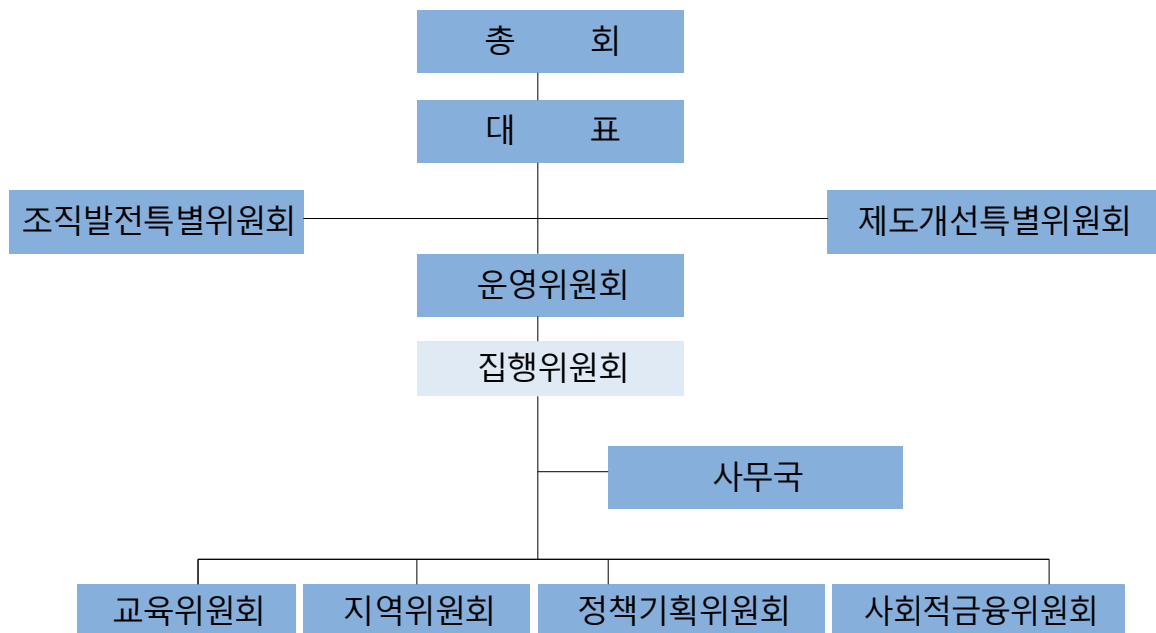 총 회
대 표
조직발전특별위원회
제도개선특별위원회
운영위원회
집행위원회
사무국
교육위원회
지역위원회
정책기획위원회
사회적금융위원회